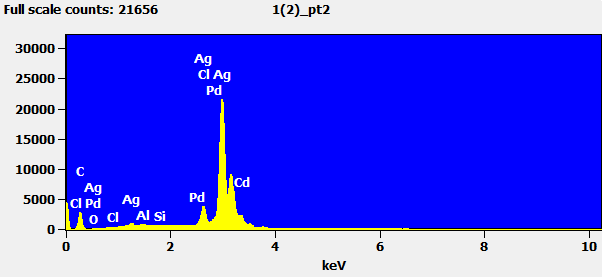 Full scale counts: 21656 1(2)_pt2
30000
25000
20000
15000
10000
5000
0
Ag
Cl Ag
Pd
C
Ag
Cl Pd
O
Cl
Ag
Al Si
Pd
Cd
0 2 4 6 8 10
keV